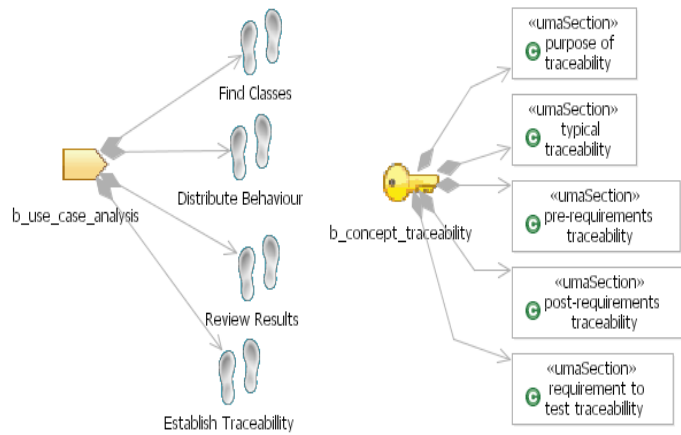 Find Classes
Distribute Behaviour
b_use_case_analysis
Review Results
Establish Traceability
«umaSection»
purpose of
traceability
«umaSection»
typical
traceability
«umaSection»
pre-requirements
traceability
b_concept_traceability
«umaSection»
post-requirements
traceability
«umaSection»
requirement to
test traceability